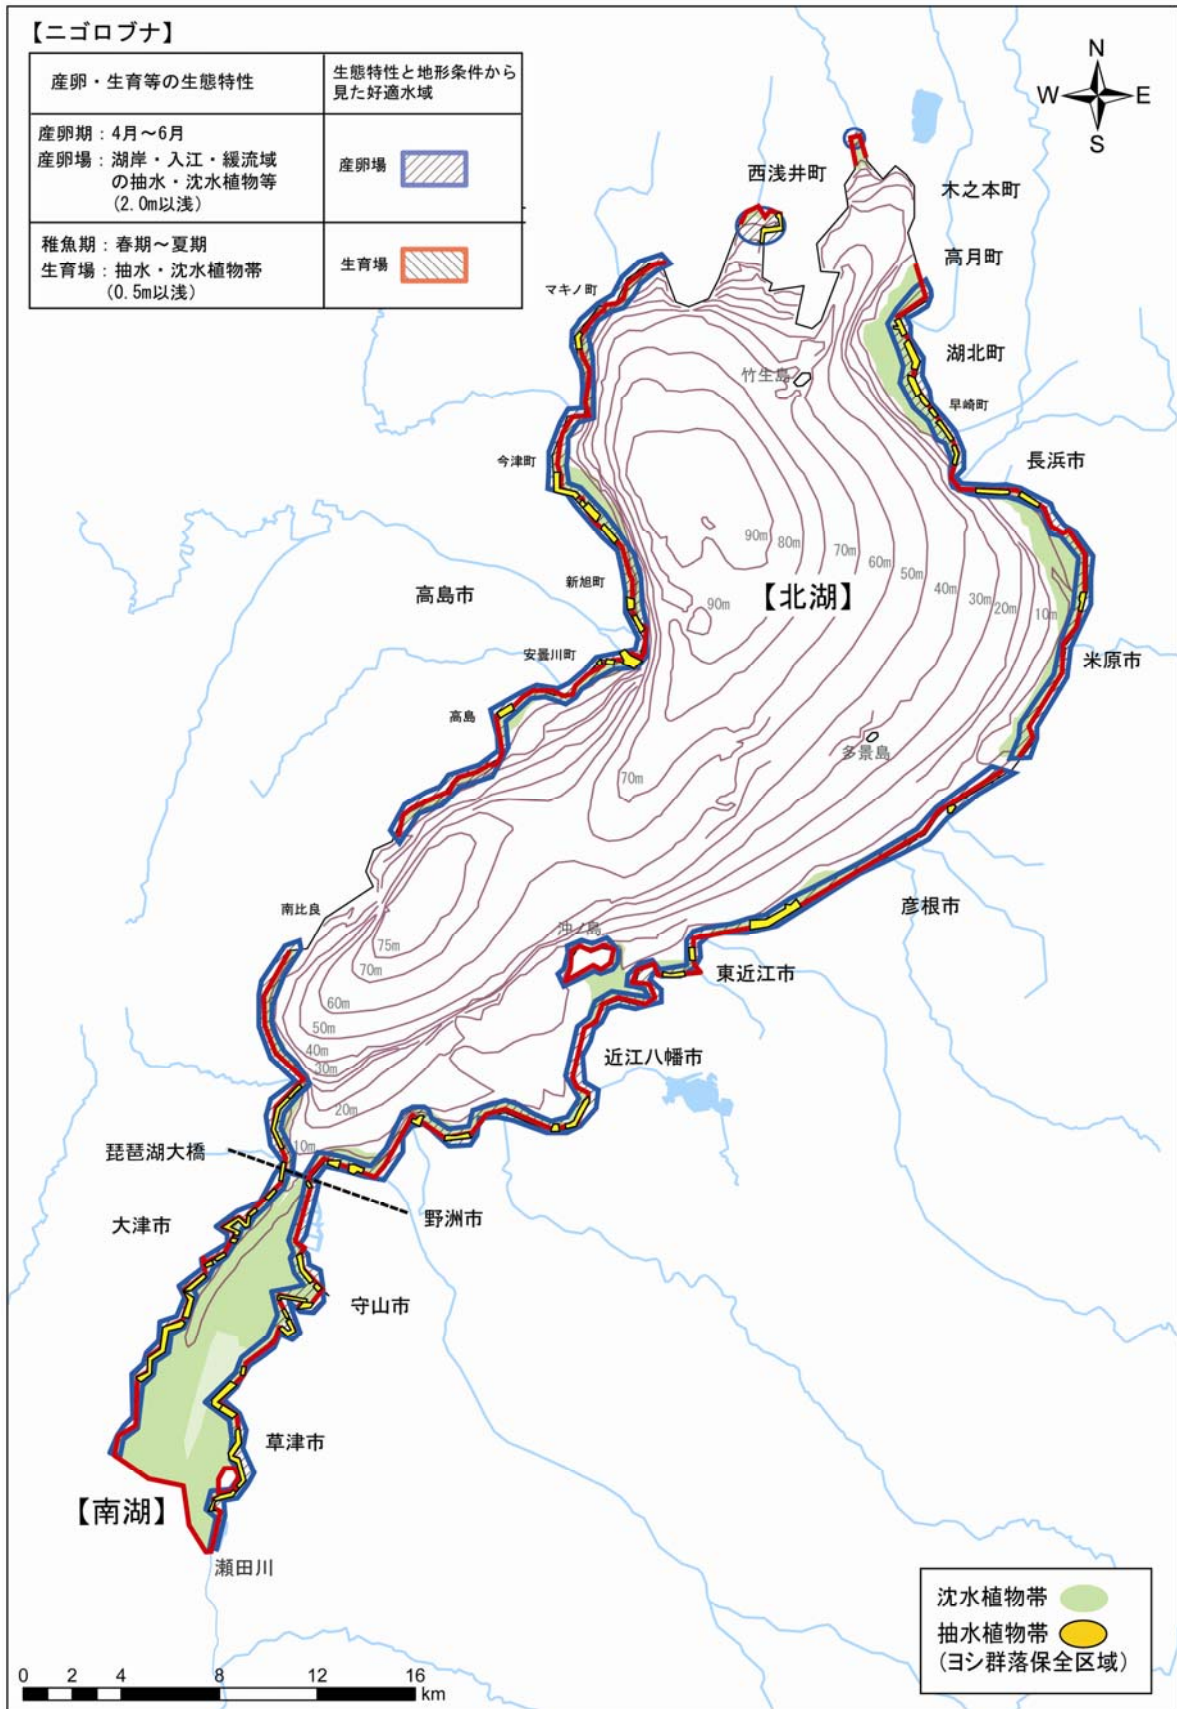 【ニゴロブナ】
産卵・生育等の生態特性
生態特性と地形条件から
見た好適水域
産卵期：4月～6月
産卵場：湖岸・入江・緩流域
の抽水・沈水植物等
(2.0m以浅)
産卵場
稚魚期：春期～夏期
生育場：抽水・沈水植物帯
(0.5m以浅)
生育場
N
W
E
S
西浅井町
木之本町
高月町
マキノ町
湖北町
竹生島
早崎町
今津町
長浜市
90m
80m
70m
60m
50m
40m
30m
20m
10m
新旭町
高島市
【北湖】
90m
安曇川町
米原市
高島
多景島
70m
彦根市
南比良
沖ノ島
75m
70m
60m
50m
40m
30m
20m
10m
東近江市
近江八幡市
琵琶湖大橋
大津市
野洲市
守山市
草津市
【南湖】
瀬田川
沈水植物帯
抽水植物帯
(ヨシ群落保全区域)
0 2 4 8 12 16
km